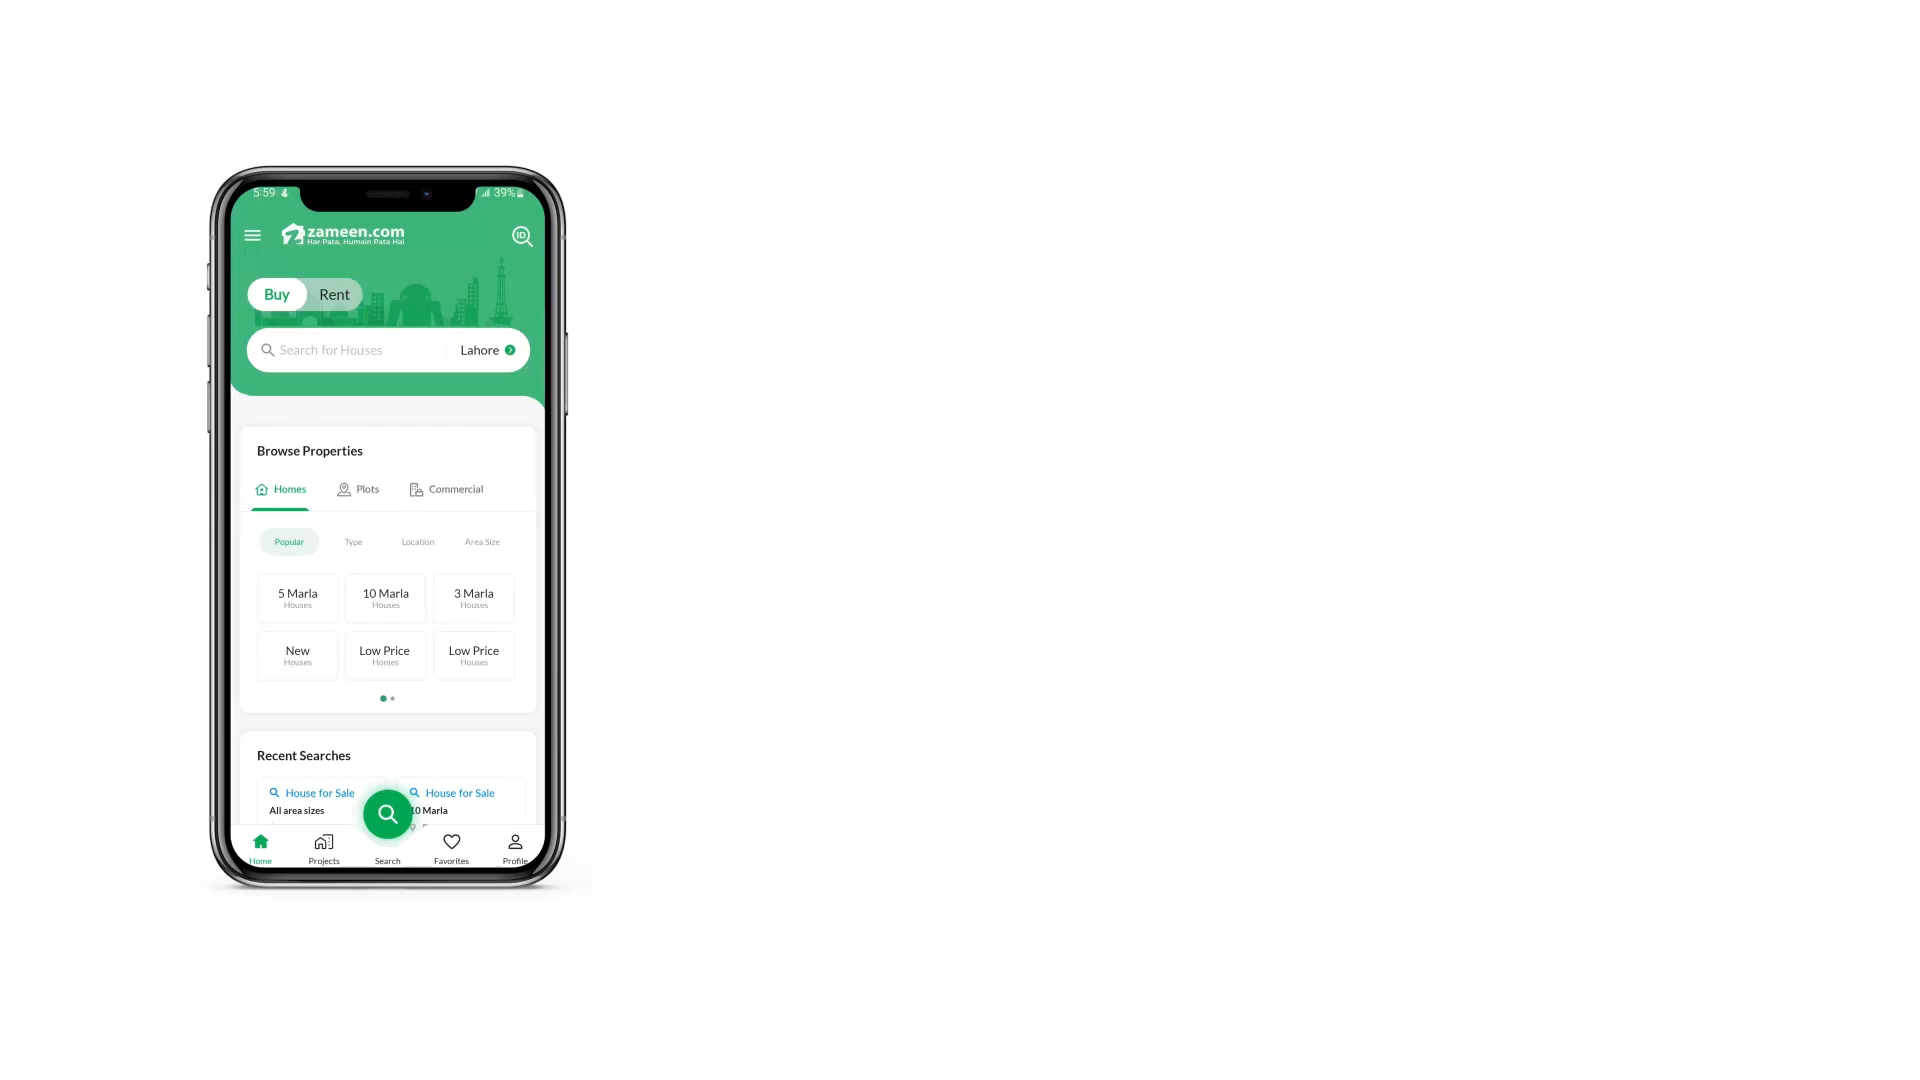 5:59
39%
zameen.com
Har Pata, Humain Pata Hai
ID
Buy Rent
Search for Houses Lahore
Browse Properties
Homes Plots Commercial
Popular Type Location Area Size
5 Marla 10 Marla 3 Marla
Houses Houses Houses
New Low Price Low Price
Houses Homes Houses
Recent Searches
House for Sale House for Sale
All area sizes 10 Marla
Home Projects Search Favorites Profile